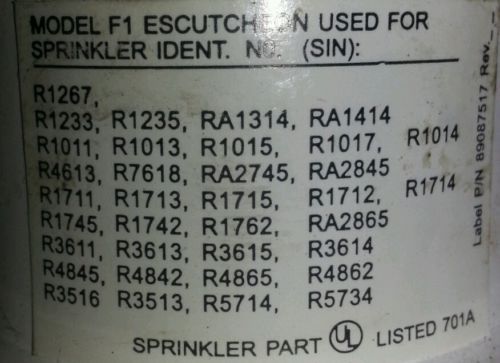 MODEL F1 ESCUTCHEON USED FOR
SPRINKLER IDENT. NO. (SIN):
R1267,
R1233, R1235, RA1314, RA1414
R1011, R1013, R1015, R1017, R1014
R4613, R7618, RA2745, RA2845
R1711, R1713, R1715, R1712, R1714
R1745, R1742, R1762, RA2865
R3611, R3613, R3615, R3614
R4845, R4842, R4865, R4862
R3516 R3513, R5714, R5734
SPRINKLER PART UL LISTED 701A
Label P/N 89087517 Rev.